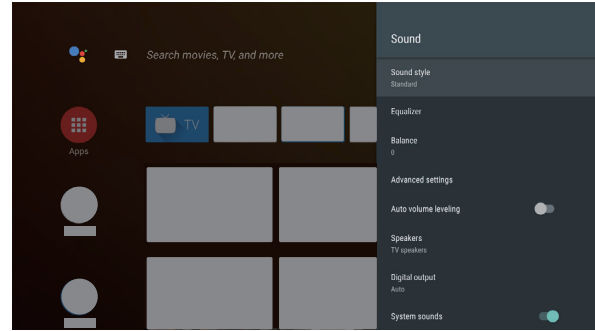 Search movies, TV, and more
TV
Apps
Sound
Sound style
Standard
Equalizer
Balance
0
Advanced settings
Auto volume leveling
Speakers
TV speakers
Digital output
Auto
System sounds